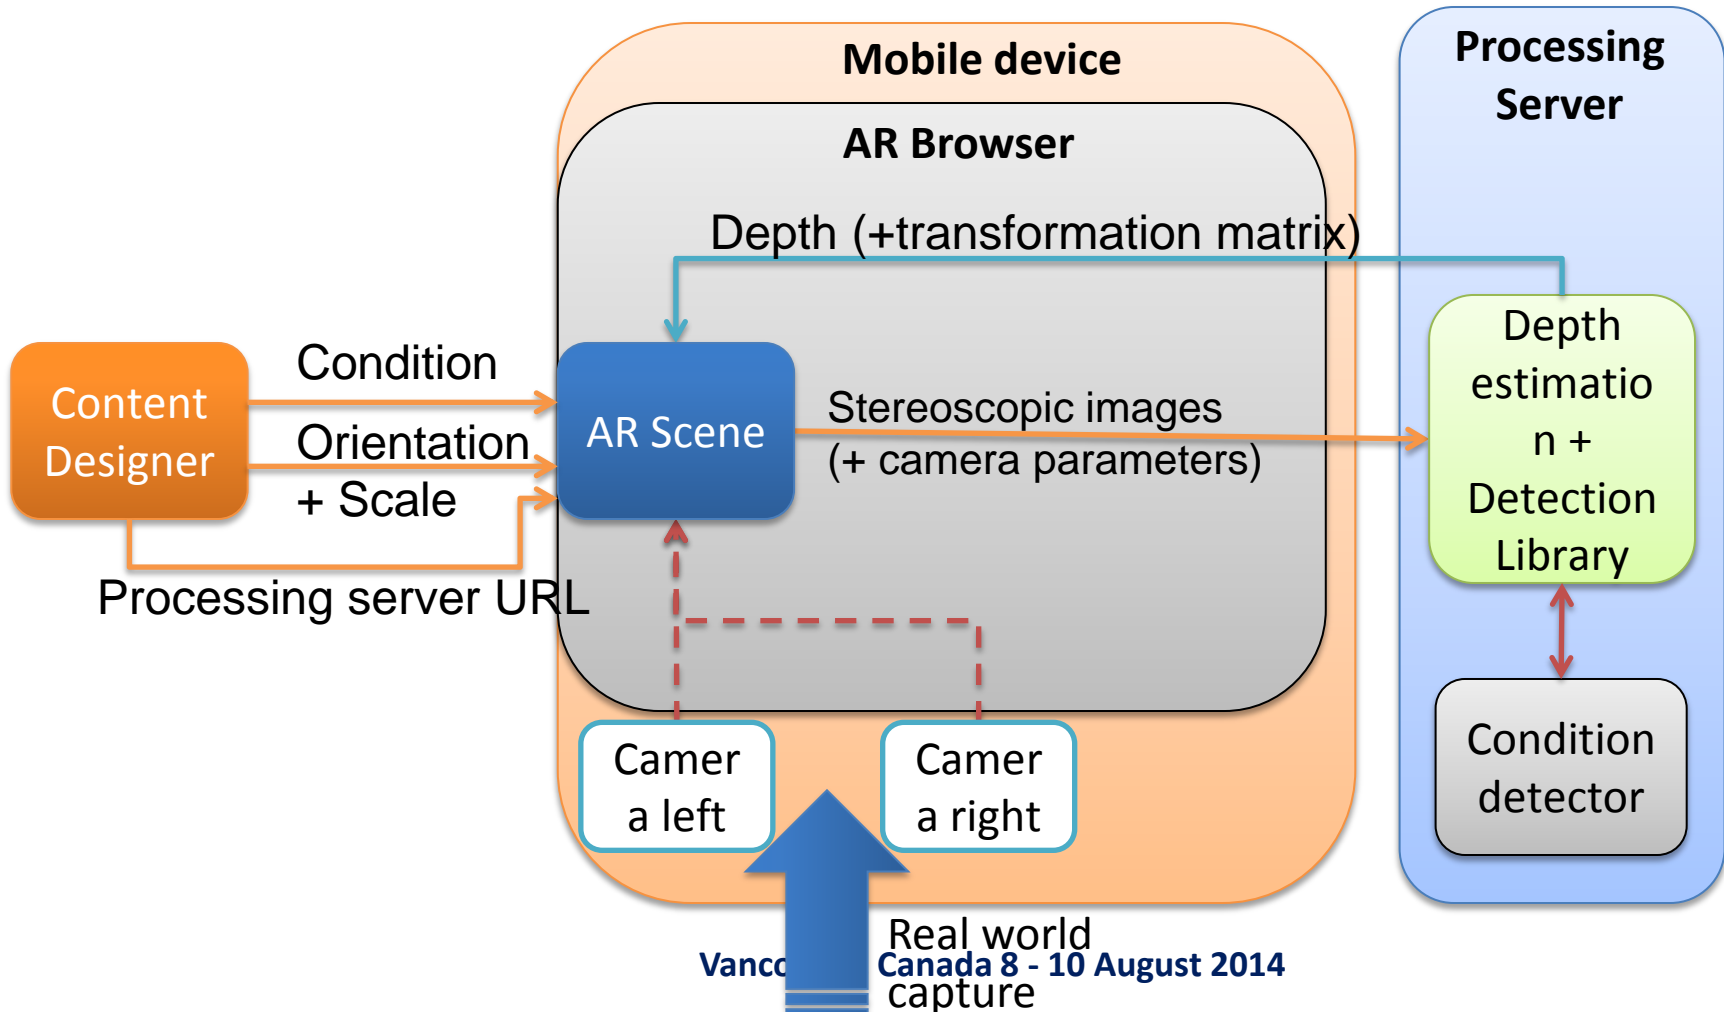 Mobile device
Processing
Server
AR Browser
Depth (+transformation matrix)
Content
Designer
Condition
Orientation
+ Scale
Processing server URL
AR Scene
Stereoscopic images
(+ camera parameters)
Depth
estimatio
n +
Detection
Library
Condition
detector
Camer
a left
Camer
a right
Real world
capture
Canada 8 - 10 August 2014